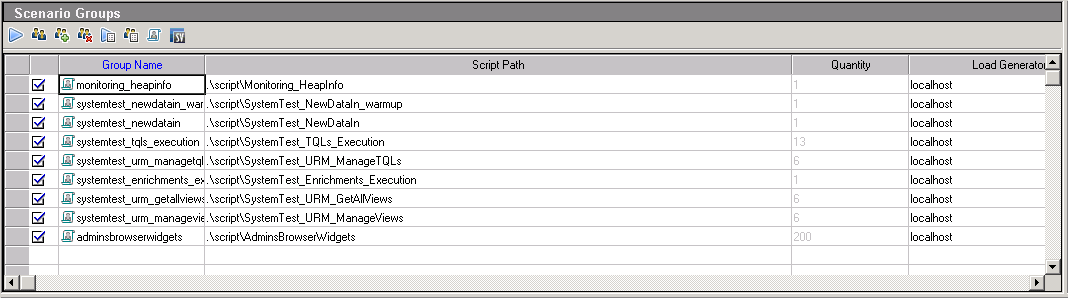 Scenario Groups
SV
Group Name Script Path Quantity Load Generator
monitoring_heapinfo .\script\Monitoring_HeapInfo 1 localhost
systemtest_newdatain_war .\script\SystemTest_NewDataIn_warmup 1 localhost
systemtest_newdatain .\script\SystemTest_NewDataIn 1 localhost
systemtest_tqls_execution .\script\SystemTest_TQLs_Execution 13 localhost
systemtest_urm_managetql .\script\SystemTest_URM_ManageTQLs 6 localhost
systemtest_enrichments_ex .\script\SystemTest_Enrichments_Execution 1 localhost
systemtest_urm_getallviews .\script\SystemTest_URM_GetAllViews 6 localhost
systemtest_urm_managevie .\script\SystemTest_URM_ManageViews 6 localhost
adminsbrowserwidgets .\script\AdminsBrowserWidgets 200 localhost